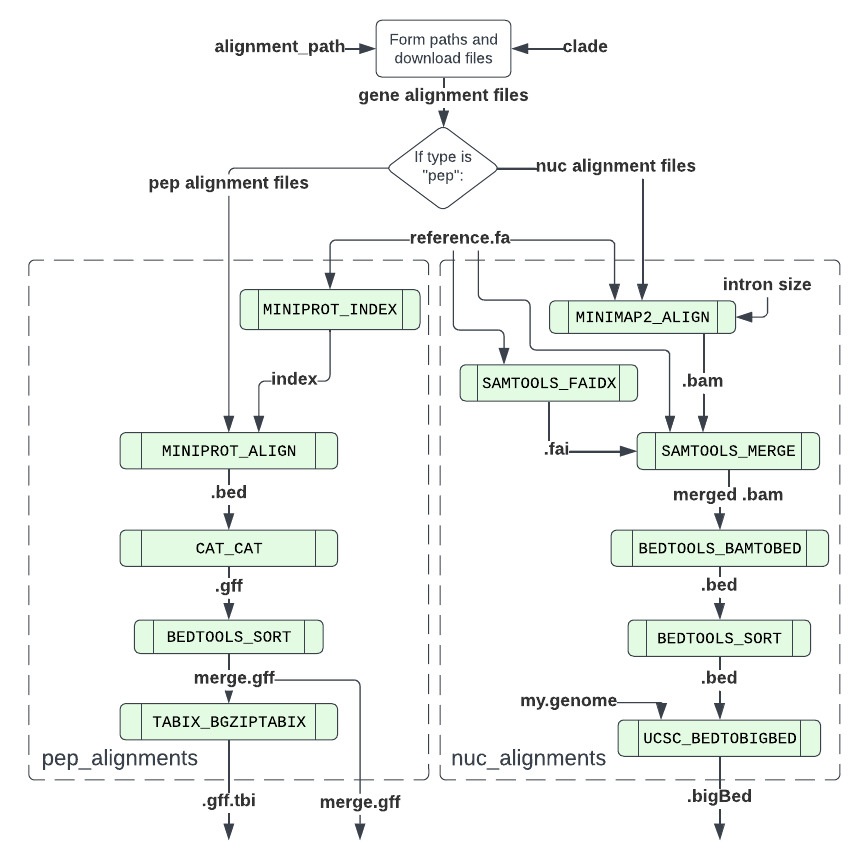 alignment_path
Form paths and
download files
clade
gene alignment files
If type is
"pep":
pep alignment files
nuc alignment files
reference.fa
intron size
MINIPROT_INDEX
MINIMAP2_ALIGN
index
SAMTOOLS_FAIDX
.bam
MINIPROT_ALIGN
.fai
SAMTOOLS_MERGE
.bed
merged .bam
CAT_CAT
BEDTOOLS_BAMTOBED
.gff
.bed
BEDTOOLS_SORT
BEDTOOLS_SORT
merge.gff
.bed
my.genome
TABIX_BGZIPTABIX
UCSC_BEDTOBIGBED
pep_alignments
nuc_alignments
.gff.tbi
merge.gff
.bigBed